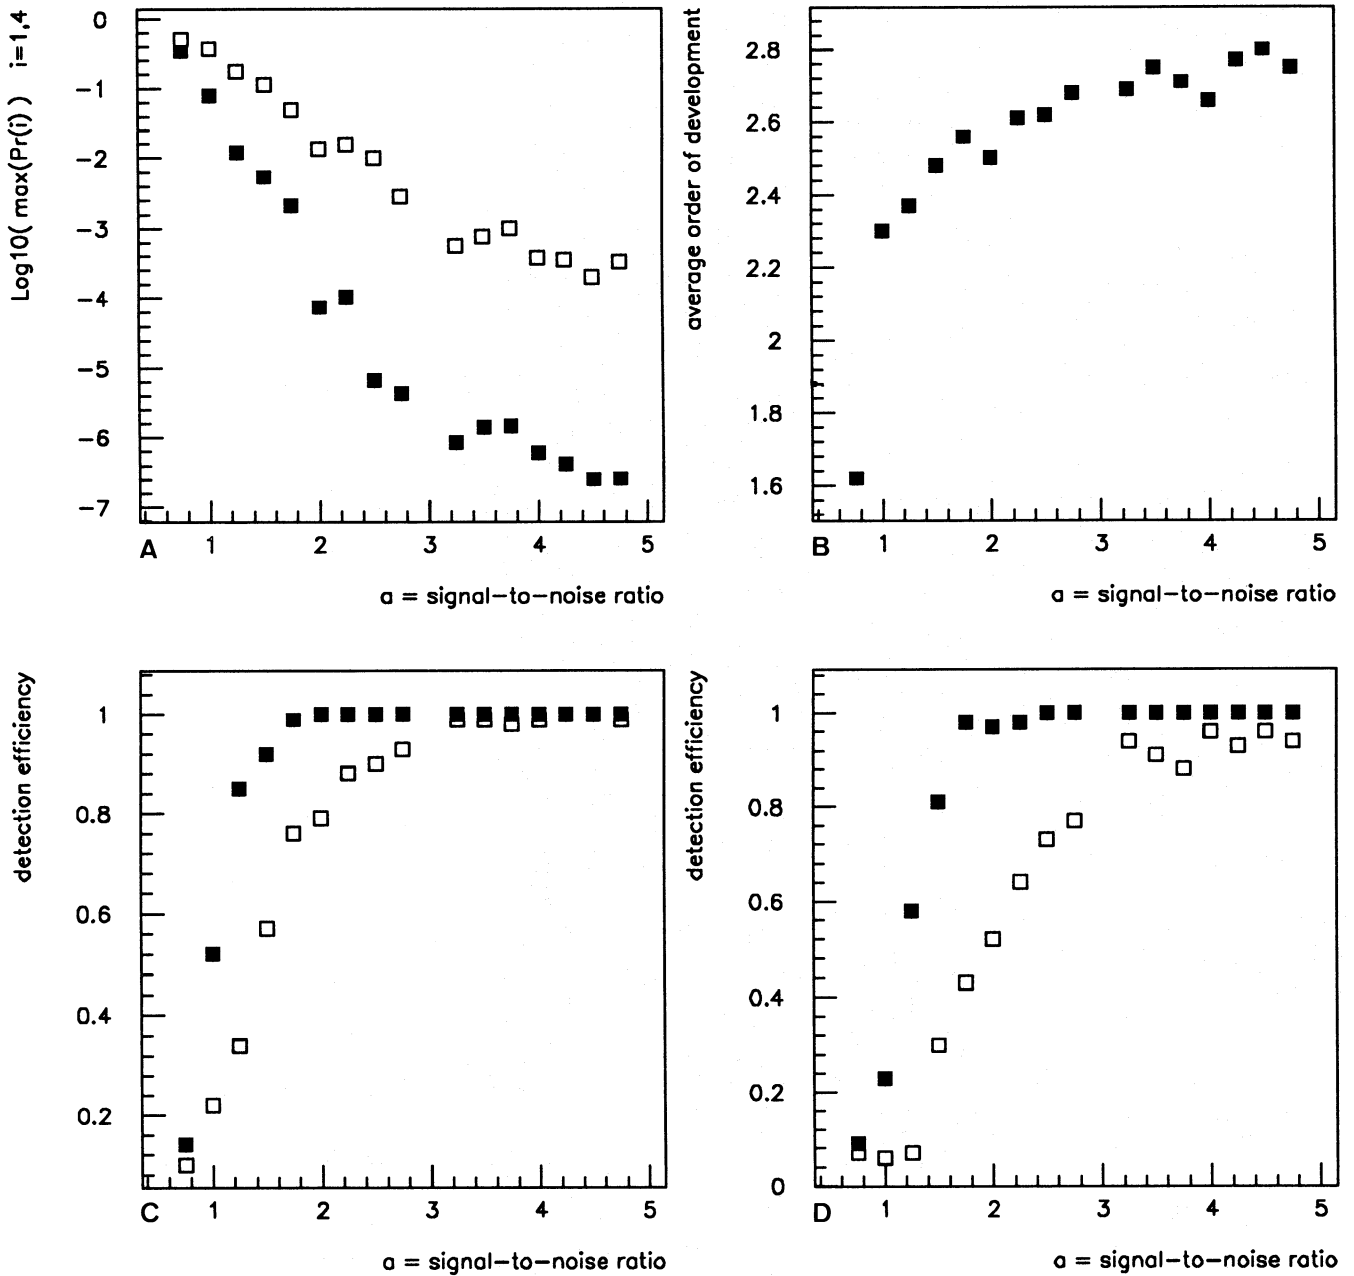 Log10( max(Pr(i)) i=1,4
0
−1
−2
−3
−4
−5
−6
−7
A
1 2 3 4 5
a = signal−to−noise ratio
average order of development
2.8
2.6
2.4
2.2
2
1.8
1.6
B
1 2 3 4 5
a = signal−to−noise ratio
detection efficiency
1
0.8
0.6
0.4
0.2
C
1 2 3 4 5
a = signal−to−noise ratio
detection efficiency
1
0.8
0.6
0.4
0.2
0
D
1 2 3 4 5
a = signal−to−noise ratio